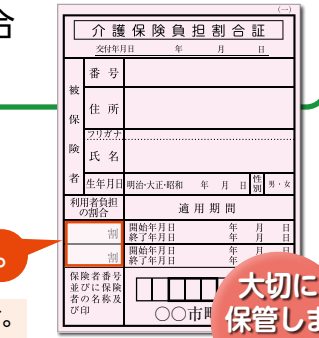 合
(一)
介護保険負担割合証
交付年月日 年 月 日
被保険者
番号
住所
フリガナ
氏名
生年月日 明治・大正・昭和 年 月 日 性別 男・女
利用者負担の割合 適用期間
割 開始年月日 年 月 日
終了年月日 年 月 日
割 開始年月日 年 月 日
終了年月日 年 月 日
保険者番号
並びに保険
者の名称及
び印
〇〇市町
。
す。
大切に
保管しま